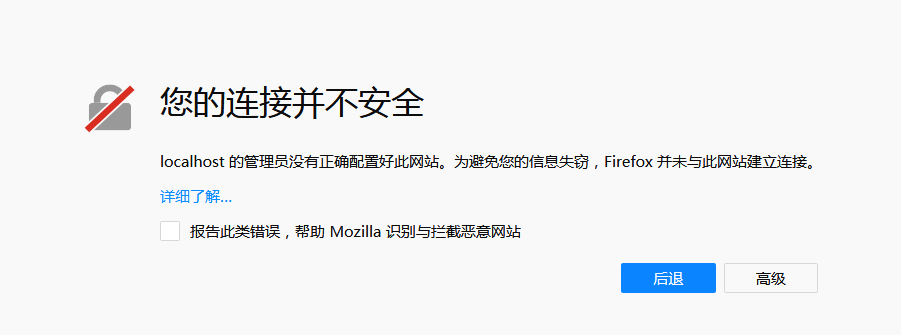 您的连接并不安全
localhost 的管理员没有正确配置好此网站。为避免您的信息失窃，Firefox 并未与此网站建立连接。
详细了解…
报告此类错误，帮助 Mozilla 识别与拦截恶意网站
后退
高级